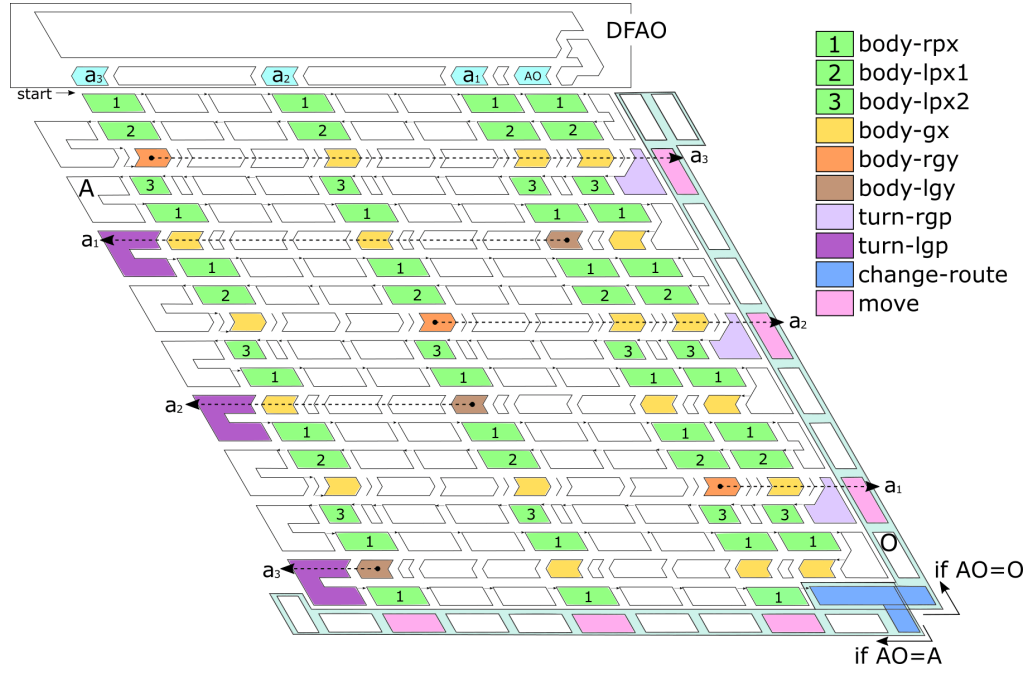 DFAO
a₃ a₂ a₁ AO
start
1 1 1 1
2 2 2 2
a₃
A 3 3 3 3
1 1 1 1
a₁
1 1 1 1
2 2 2 2
a₂
3 3 3 3
1 1 1 1
a₂
1 1 1 1
2 2 2 2
a₁
3 3 3 3
1 1 1 1 O
a₃
if AO=O
1 1 1
if AO=A
1 body-rpx
2 body-lpx1
3 body-lpx2
body-gx
body-rgy
body-lgy
turn-rgp
turn-lgp
change-route
move